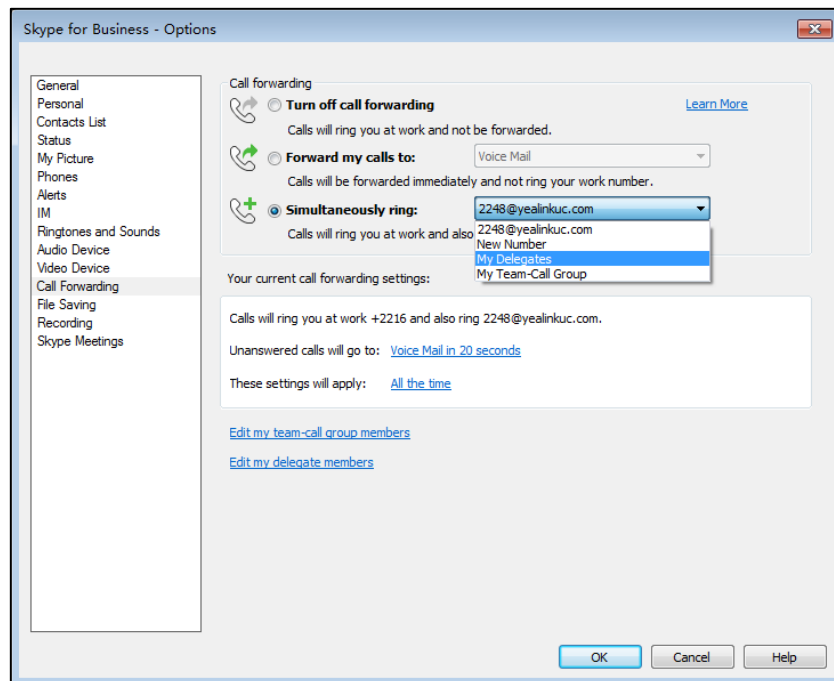 Skype for Business - Options
General
Personal
Contacts List
Status
My Picture
Phones
Alerts
IM
Ringtones and Sounds
Audio Device
Video Device
Call Forwarding
File Saving
Recording
Skype Meetings
Call forwarding
Turn off call forwarding
Learn More
Calls will ring you at work and not be forwarded.
Forward my calls to:
Voice Mail
Calls will be forwarded immediately and not ring your work number.
Simultaneously ring:
2248@yealinkuc.com
Calls will ring you at work and also
2248@yealinkuc.com
New Number
My Delegates
My Team-Call Group
Your current call forwarding settings:
Calls will ring you at work +2216 and also ring 2248@yealinkuc.com.
Unanswered calls will go to: Voice Mail in 20 seconds
These settings will apply: All the time
Edit my team-call group members
Edit my delegate members
OK
Cancel
Help